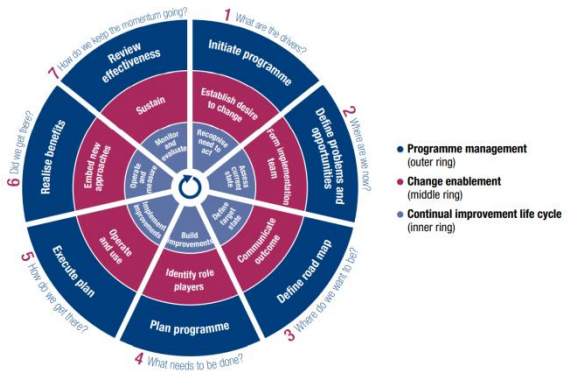 1 What are the drivers?
Initiate programme
Establish desire
to change
Recognise
need to
act
2 Where are we now?
Define problems and
opportunities
Form implementation
team
Assess
current
state
3 Where do we want to be?
Define road map
Communicate
outcome
Define
target
state
4 What needs to be done?
Plan programme
Identify role
players
Build
improvements
5 How do we get there?
Execute plan
Operate
and use
Implement
improvements
6 Did we get there?
Realise benefits
Embed new
approaches
Operate
and
measure
7 How do we keep the momentum going?
Review
effectiveness
Sustain
Monitor
and
evaluate
Programme management
(outer ring)
Change enablement
(middle ring)
Continual improvement life cycle
(inner ring)